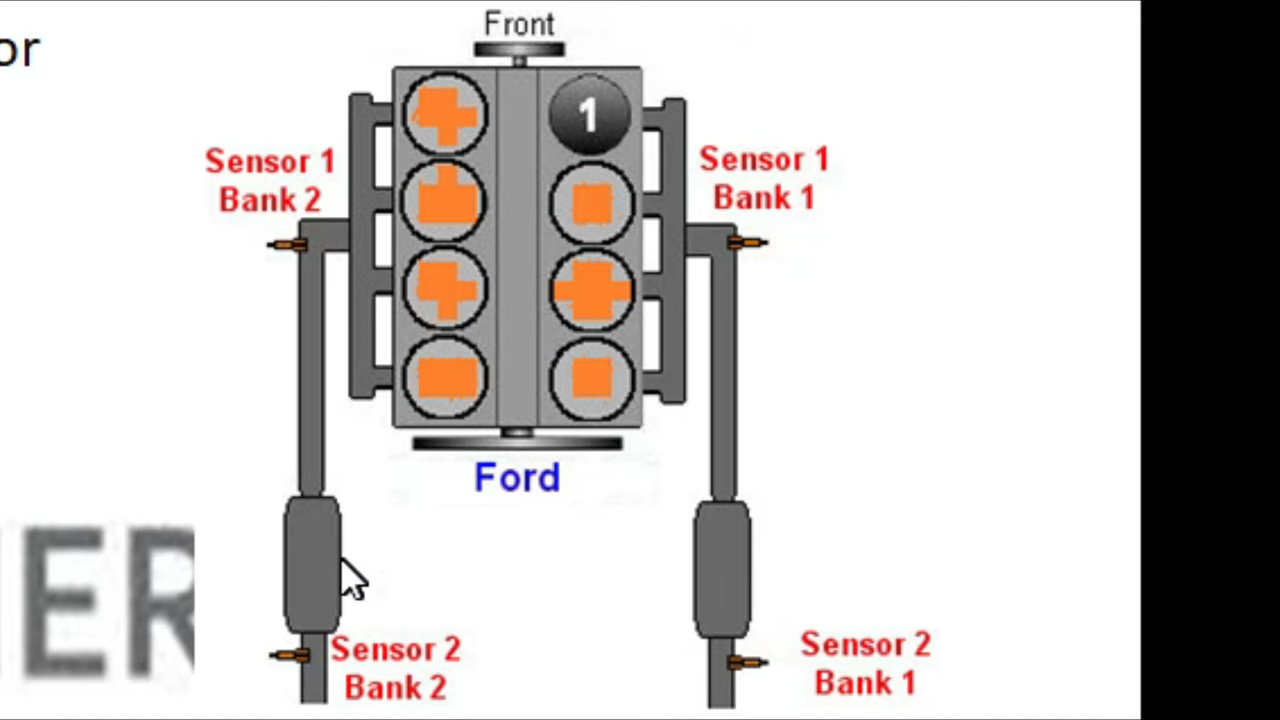 or
Front
1
Sensor 1
Bank 2
Sensor 1
Bank 1
Ford
ER
Sensor 2
Bank 2
Sensor 2
Bank 1